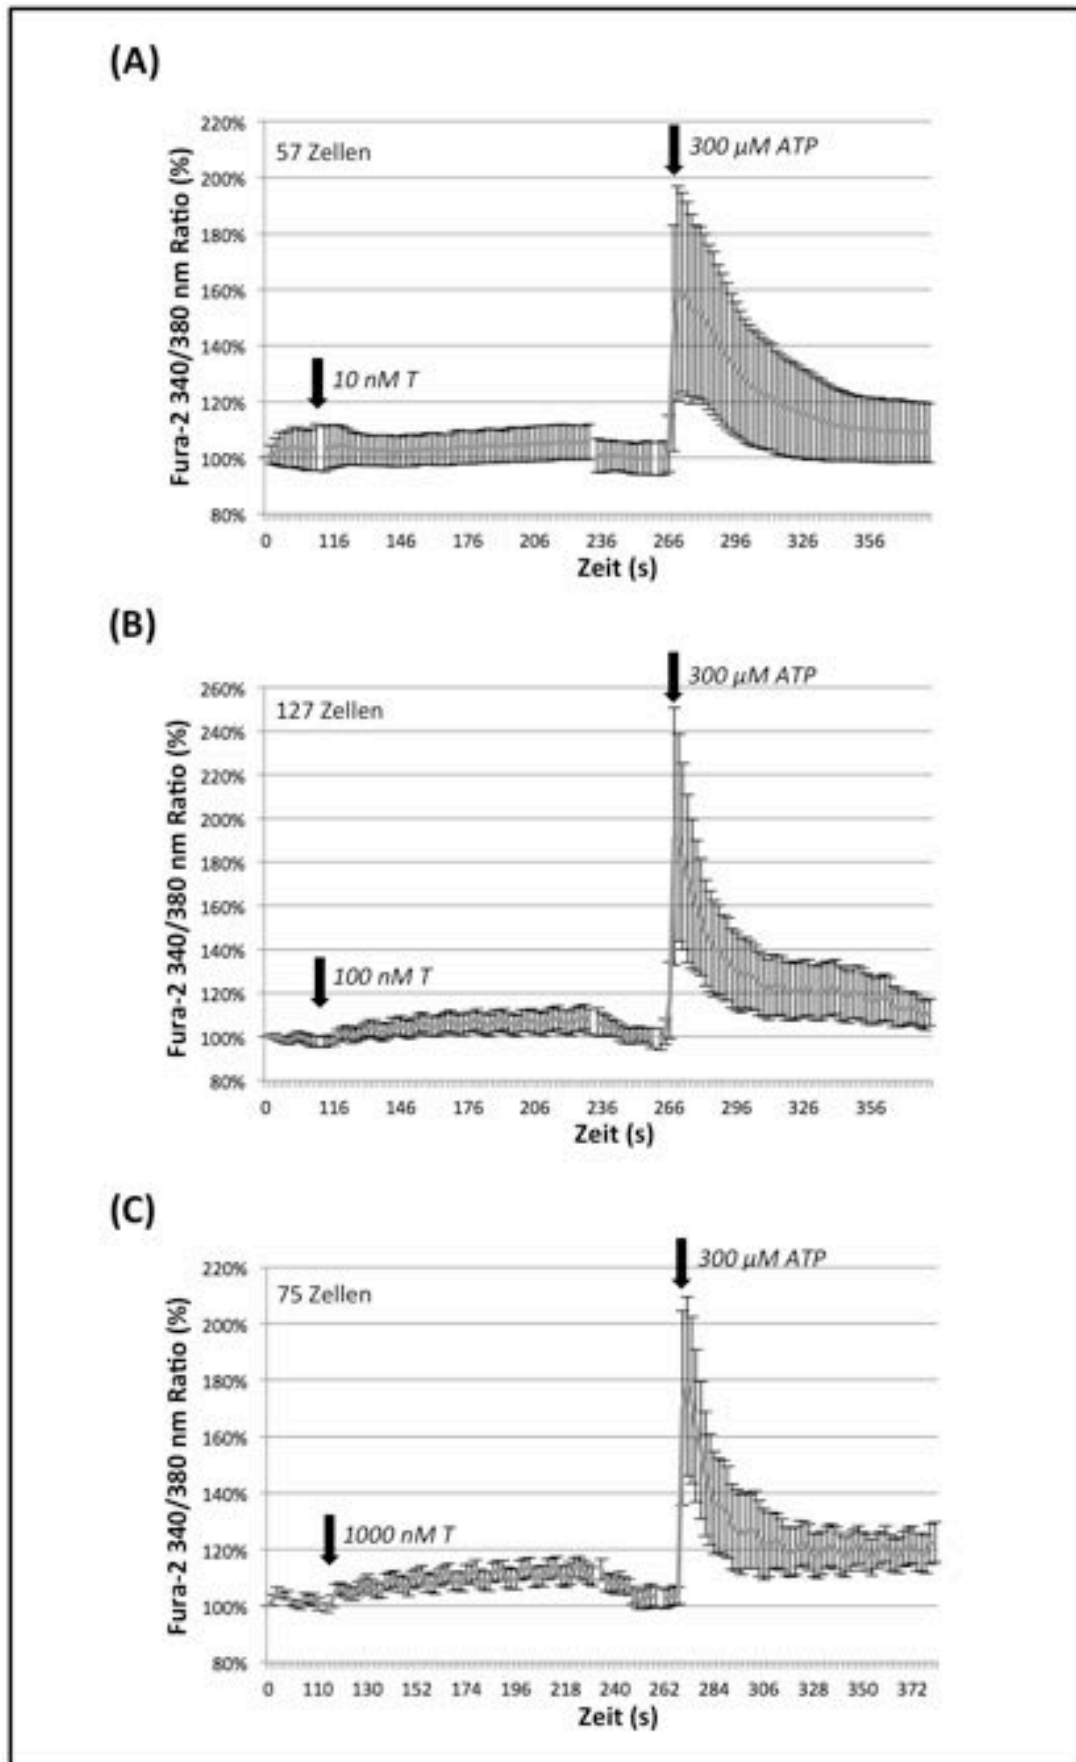 (A)
Fura-2 340/380 nm Ratio (%)
220%
200%
180%
160%
140%
120%
100%
80%
57 Zellen
10 nM T
300 µM ATP
0 116 146 176 206 236 266 296 326 356
Zeit (s)
(B)
Fura-2 340/380 nm Ratio (%)
260%
240%
220%
200%
180%
160%
140%
120%
100%
80%
127 Zellen
100 nM T
300 µM ATP
0 116 146 176 206 236 266 296 326 356
Zeit (s)
(C)
Fura-2 340/380 nm Ratio (%)
220%
200%
180%
160%
140%
120%
100%
80%
75 Zellen
1000 nM T
300 µM ATP
0 110 130 152 174 196 218 240 262 284 306 328 350 372
Zeit (s)